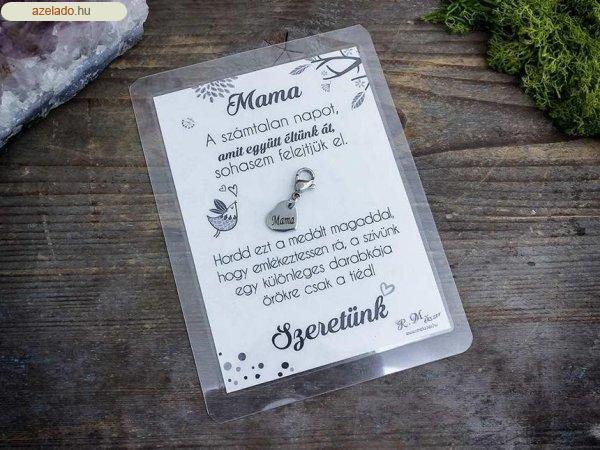 azelado.hu
Mama
A számtalan napot,
amit együtt éltünk át,
sohasem felejtjük el.
Mama
Hordd ezt a medált magaddal,
hogy emlékeztessen rá, a szívünk
egy különleges darabkája
örökre csak a tiéd!
Szeretünk
R.M ékszer